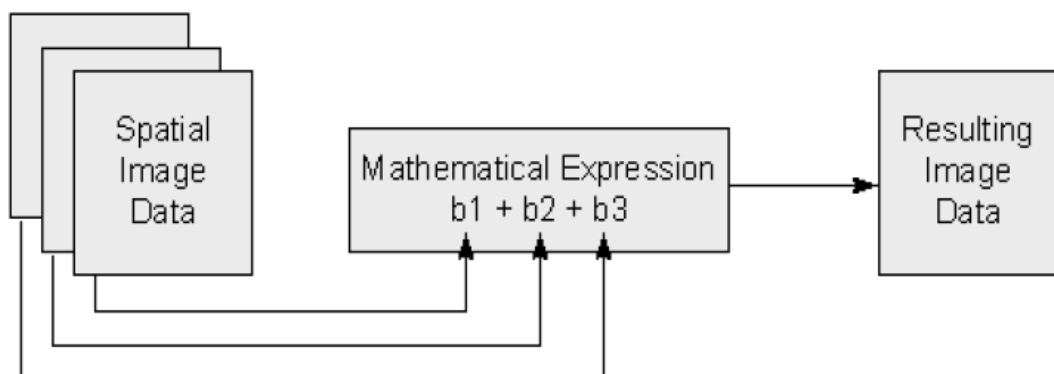 Spatial
Image
Data
Mathematical Expression
b1 + b2 + b3
Resulting
Image
Data